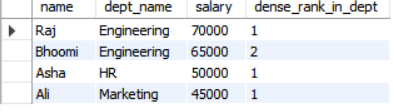 name dept_name salary dense_rank_in_dept
Raj Engineering 70000 1
Bhoomi Engineering 65000 2
Asha HR 50000 1
Ali Marketing 45000 1